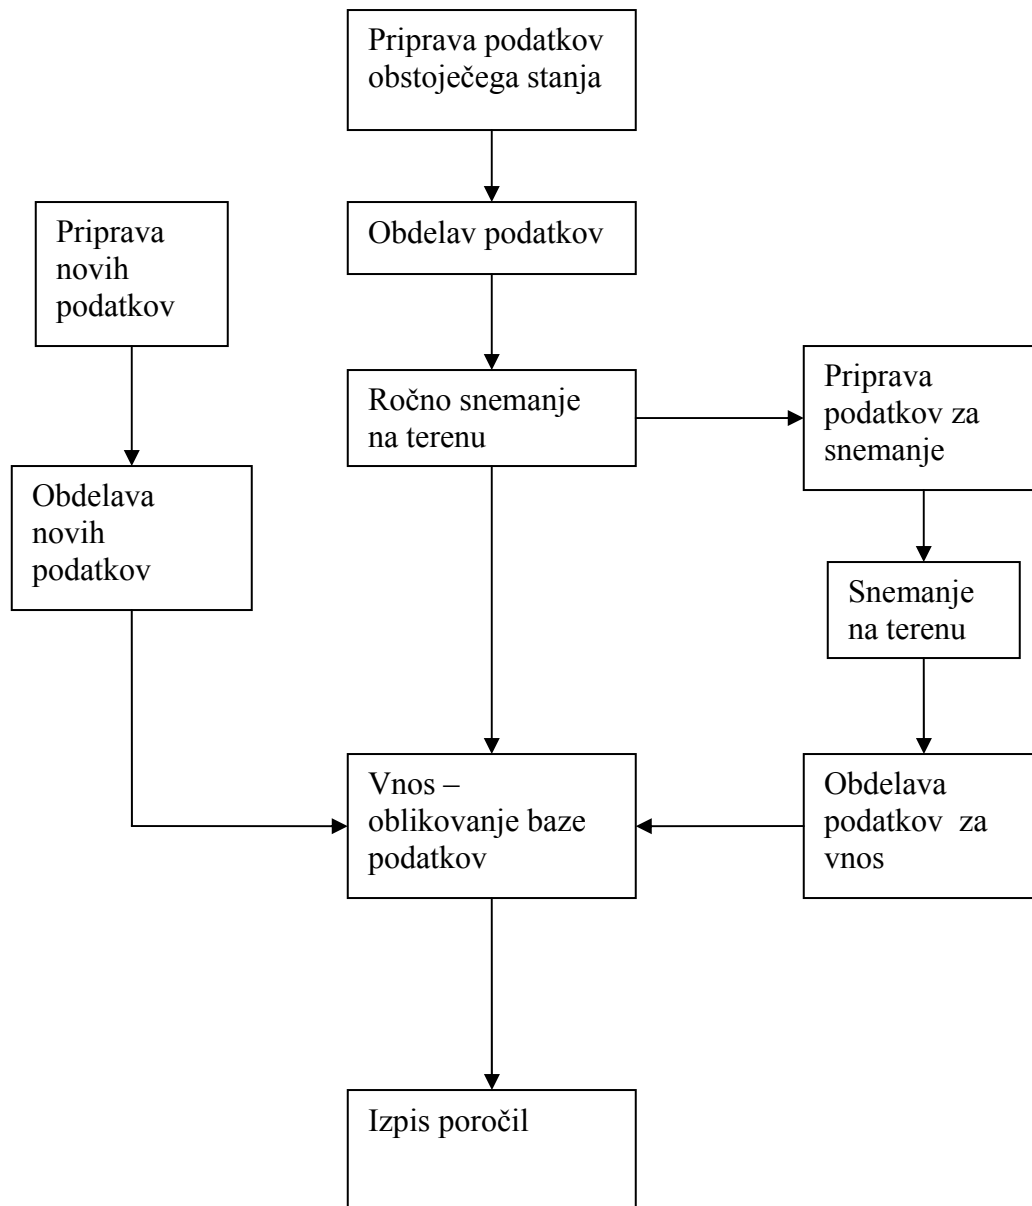 Priprava podatkov
obstoječega stanja
Priprava
novih
podatkov
Obdelav podatkov
Ročno snemanje
na terenu
Priprava
podatkov za
snemanje
Obdelava
novih
podatkov
Snemanje
na terenu
Vnos –
oblikovanje baze
podatkov
Obdelava
podatkov  za
vnos
Izpis poročil